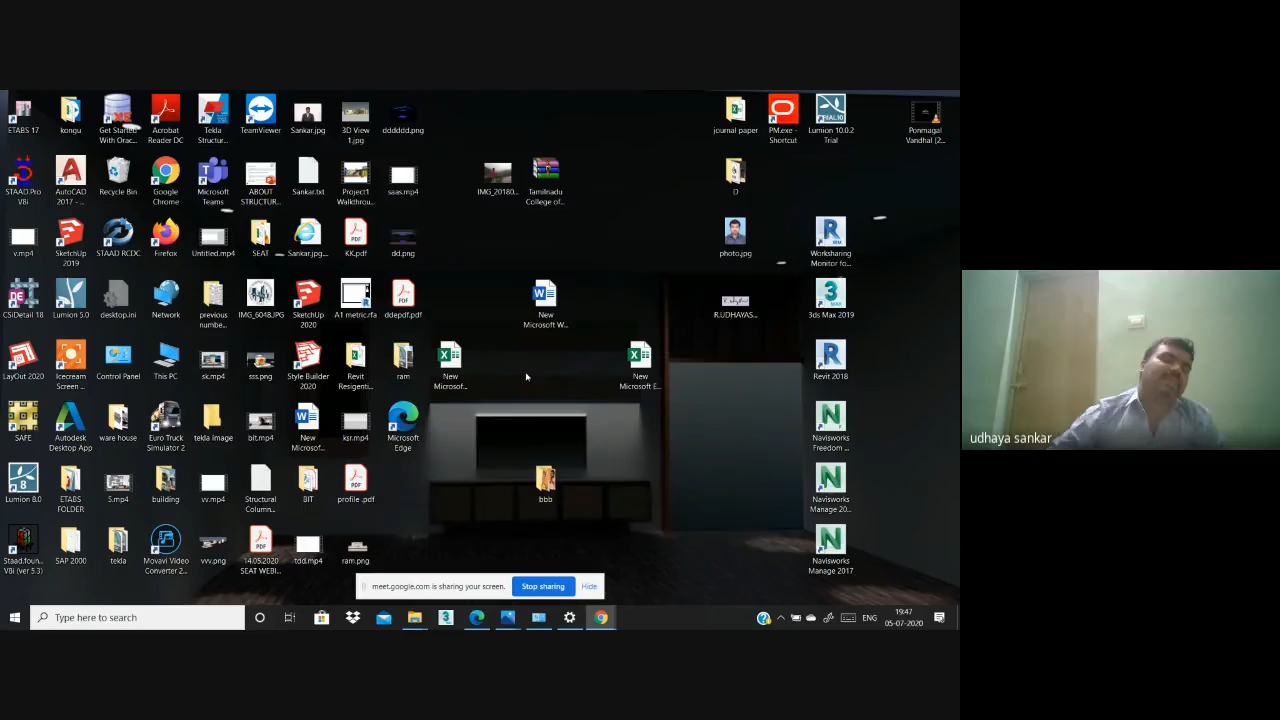 ETABS 17
kongu
Get Started
With Orac...
Acrobat
Reader DC
Tekla
Structur...
TeamViewer
Sankar.jpg
3D View
1.jpg
dddddd.png
journal paper
PM.exe -
Shortcut
Lumion 10.0.2
Trial
Ponmagal
Vandhal (2...
STAAD.Pro
V8i
AutoCAD
2017 - ...
Recycle Bin
Google
Chrome
Microsoft
Teams
ABOUT
STRUCTUR...
Sankar.txt
Project1
Walkthrou...
saas.mp4
IMG_20180...
Tamilnadu
College of...
D
v.mp4
SketchUp
2019
STAAD RCDC
Firefox
Untitled.mp4
SEAT
Sankar.jpg....
KK.pdf
dd.png
photo.jpg
Worksharing
Monitor fo...
CSiDetail 18
Lumion 5.0
desktop.ini
Network
previous
numbe...
IMG_6048.JPG
SketchUp
2020
A1 metric.rfa
ddepdf.pdf
New
Microsoft W...
R.UDHAYAS...
3ds Max 2019
LayOut 2020
Icecream
Screen ...
Control Panel
This PC
sk.mp4
sss.png
Style Builder
2020
Revit
Resigenti...
ram
New
Microsof...
New
Microsoft E...
Revit 2018
SAFE
Autodesk
Desktop App
ware house
Euro Truck
Simulator 2
tekla image
bit.mp4
New
Microsof...
ksr.mp4
Microsoft
Edge
Navisworks
Freedom ...
udhaya sankar
Lumion 8.0
ETABS
FOLDER
5.mp4
building
vv.mp4
Structural
Column...
BIT
profile .pdf
bbb
Navisworks
Manage 20...
Staad.foun...
V8i (ver 5.3)
SAP 2000
tekla
Movavi Video
Converter 2...
vvv.png
14.05.2020
SEAT WEBI...
tdd.mp4
ram.png
Navisworks
Manage 2017
meet.google.com is sharing your screen. Stop sharing Hide
Type here to search
ENG
19:47
05-07-2020